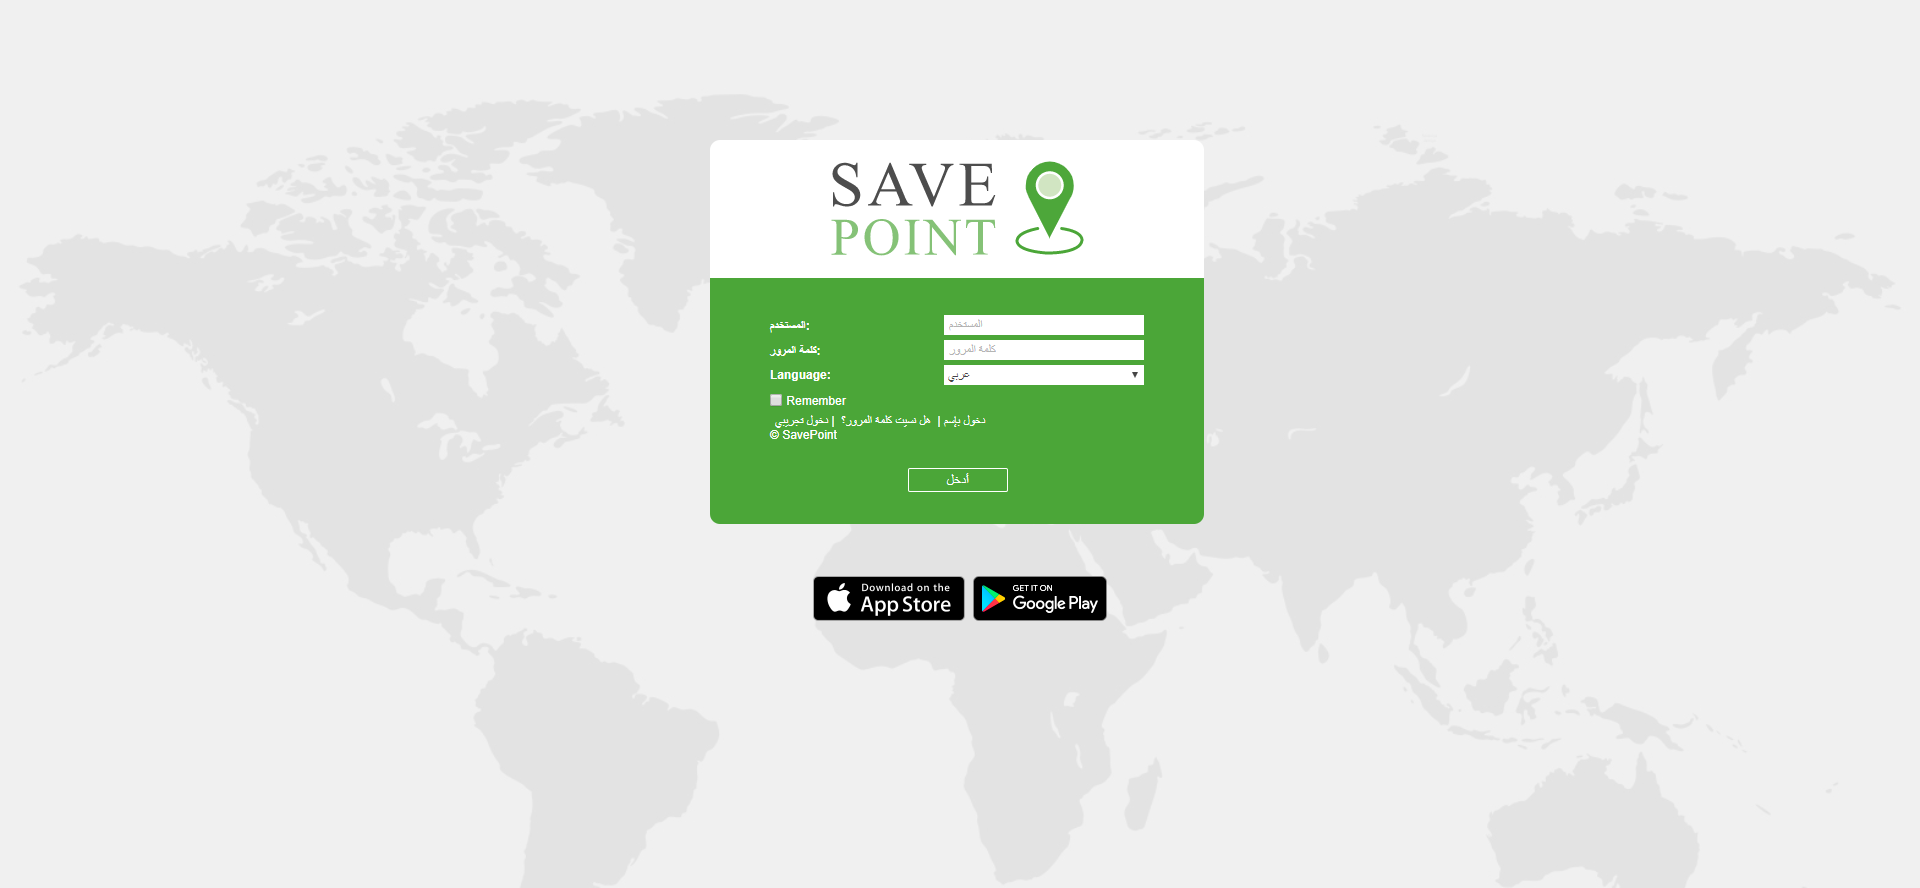 SAVE
POINT
المستخدم:
المستخدم
كلمة المرور:
كلمة المرور
Language:
عربي
Remember
دخول تجريبي | هل نسيت كلمة المرور؟ | دخول بإسم
© SavePoint
أدخل
Download on the
App Store
GET IT ON
Google Play